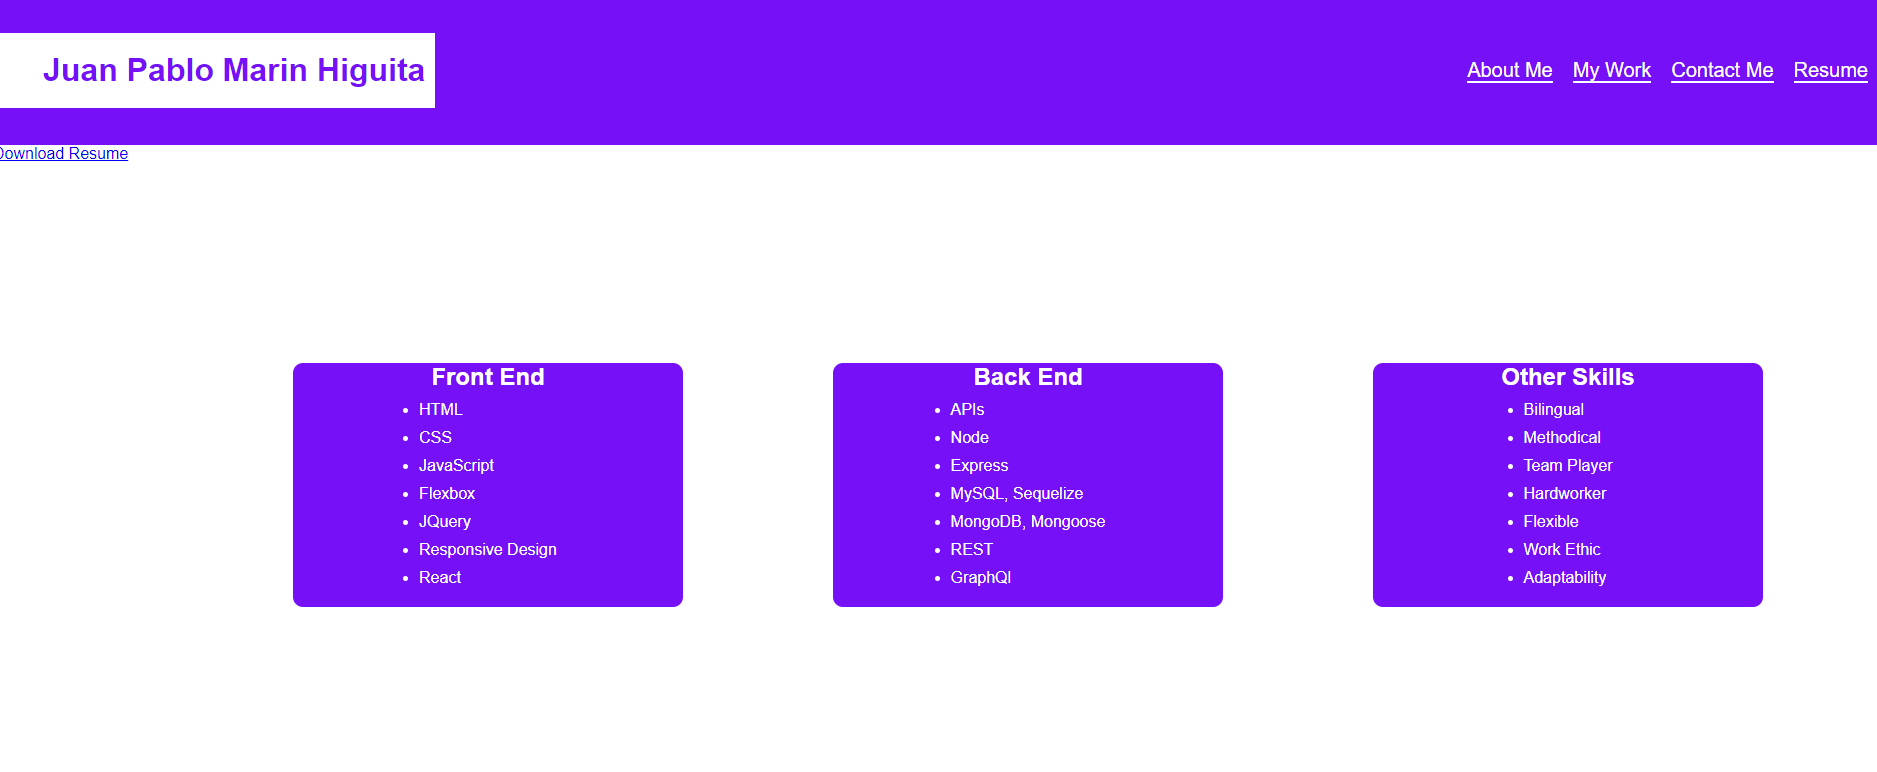 Juan Pablo Marin Higuita
About Me My Work Contact Me Resume
Download Resume
Front End
HTML
CSS
JavaScript
Flexbox
JQuery
Responsive Design
React
Back End
APIs
Node
Express
MySQL, Sequelize
MongoDB, Mongoose
REST
GraphQl
Other Skills
Bilingual
Methodical
Team Player
Hardworker
Flexible
Work Ethic
Adaptability